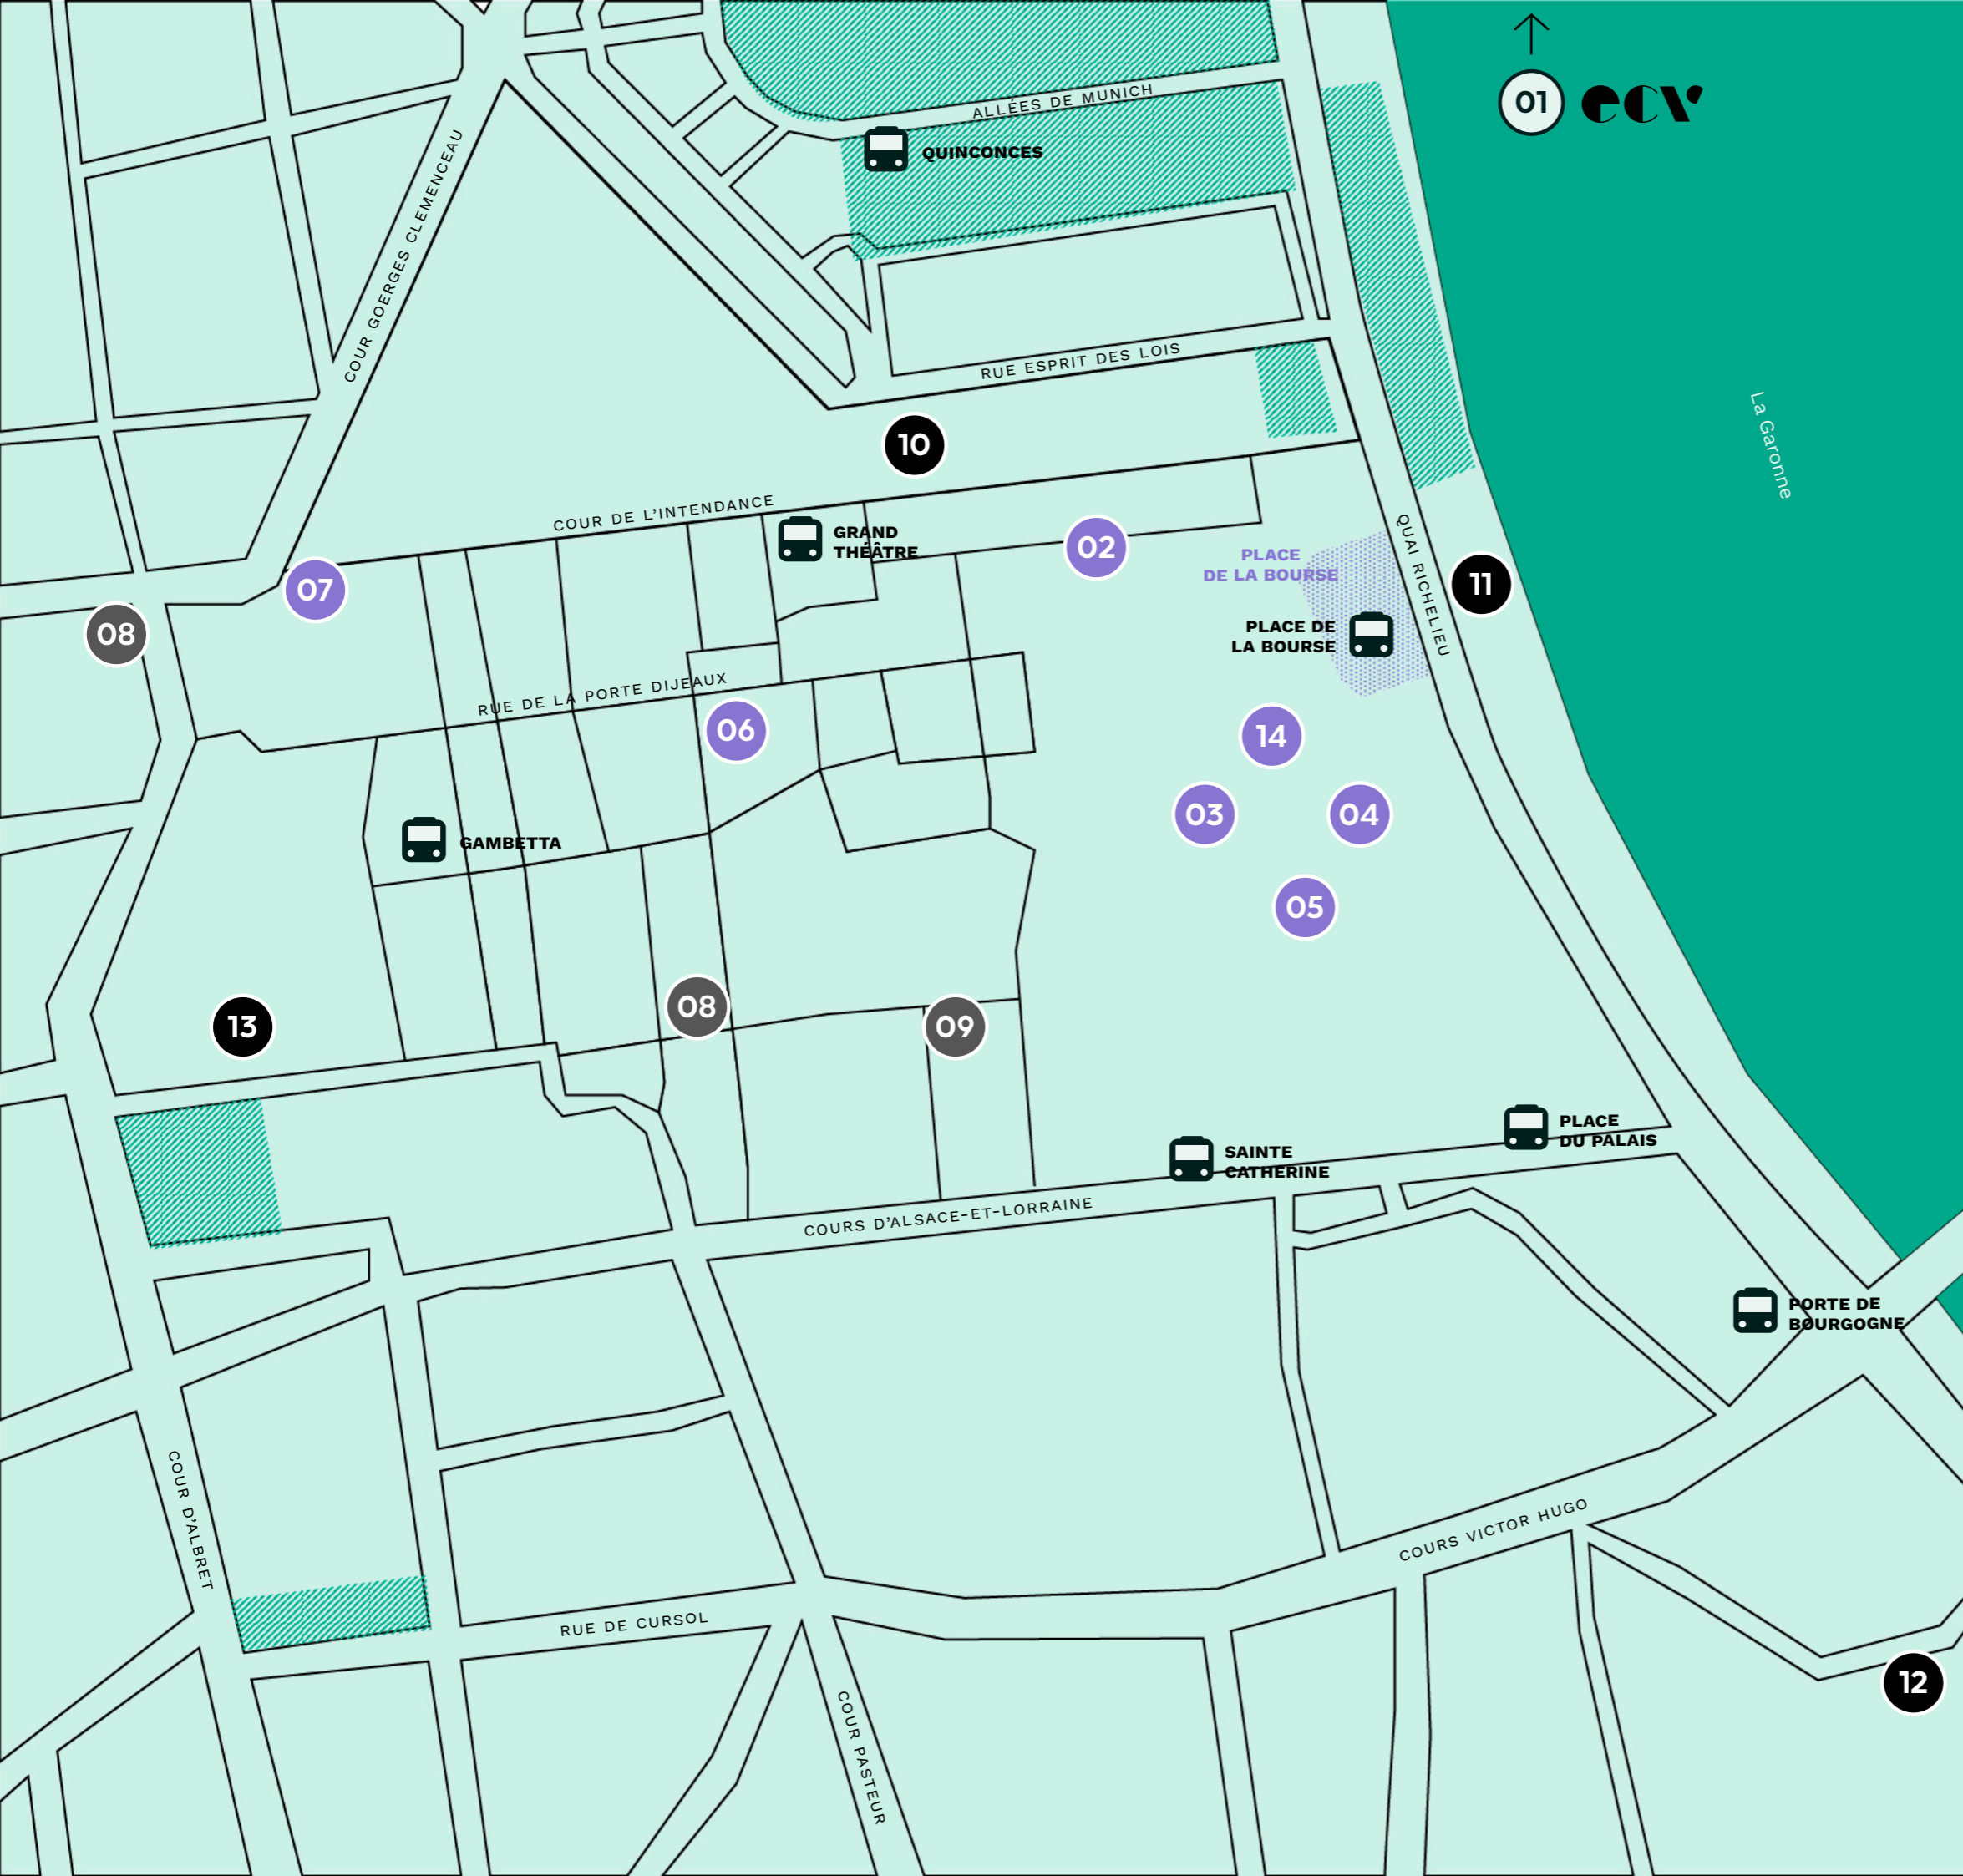 01 ecv
ALLÉES DE MUNICH
QUINCONCES
COUR GOERGES CLEMENCEAU
RUE ESPRIT DES LOIS
La Garonne
10
COUR DE L'INTENDANCE
GRAND
THÉÂTRE
02
PLACE
DE LA BOURSE
QUAI RICHELIEU
11
07
08
PLACE DE
LA BOURSE
RUE DE LA PORTE DIJEAUX
06
14
03
04
GAMBETTA
05
08
09
13
PLACE
DU PALAIS
SAINTE
CATHERINE
COURS D'ALSACE-ET-LORRAINE
PORTE DE
BOURGOGNE
COUR D'ALBRET
COURS VICTOR HUGO
RUE DE CURSOL
12
COUR PASTEUR